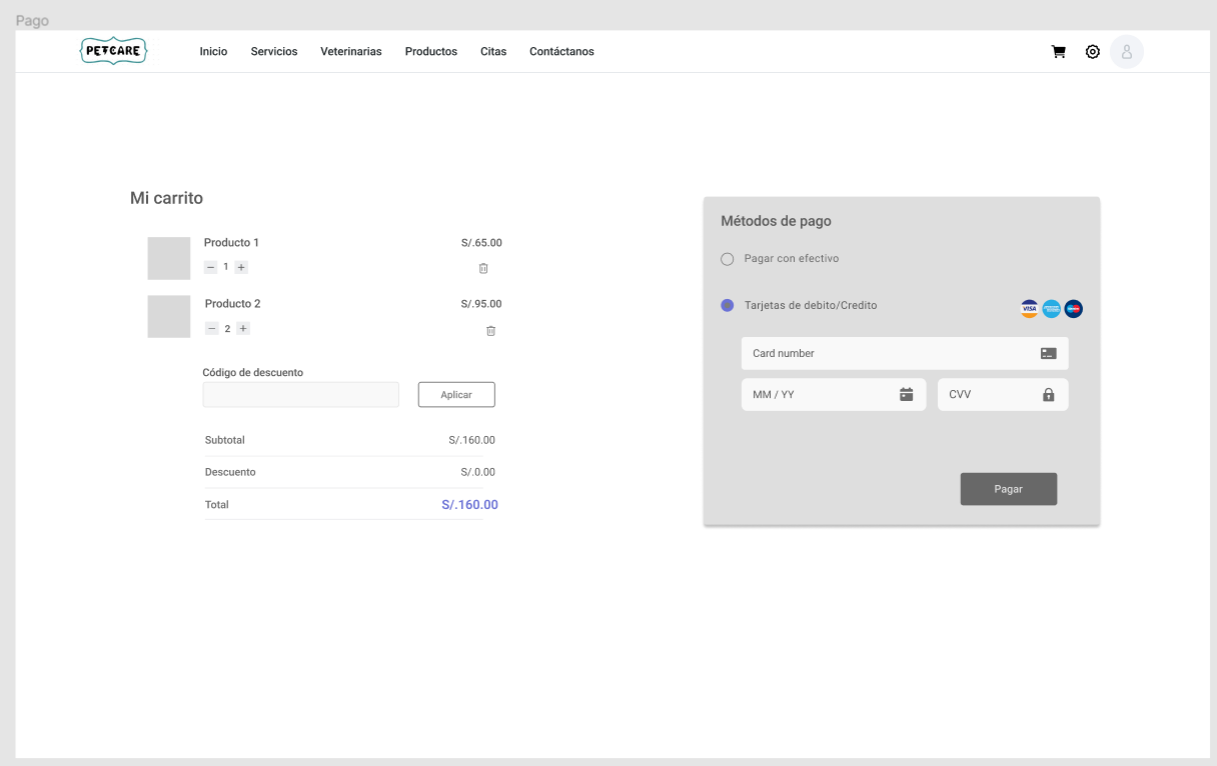 Pago
PETCARE Inicio Servicios Veterinarias Productos Citas Contáctanos
Mi carrito
Producto 1 S/.65.00
− 1 +
Producto 2 S/.95.00
− 2 +
Código de descuento
Aplicar
Subtotal S/.160.00
Descuento S/.0.00
Total S/.160.00
Métodos de pago
Pagar con efectivo
Tarjetas de debito/Credito VISA
Card number
MM / YY CVV
Pagar